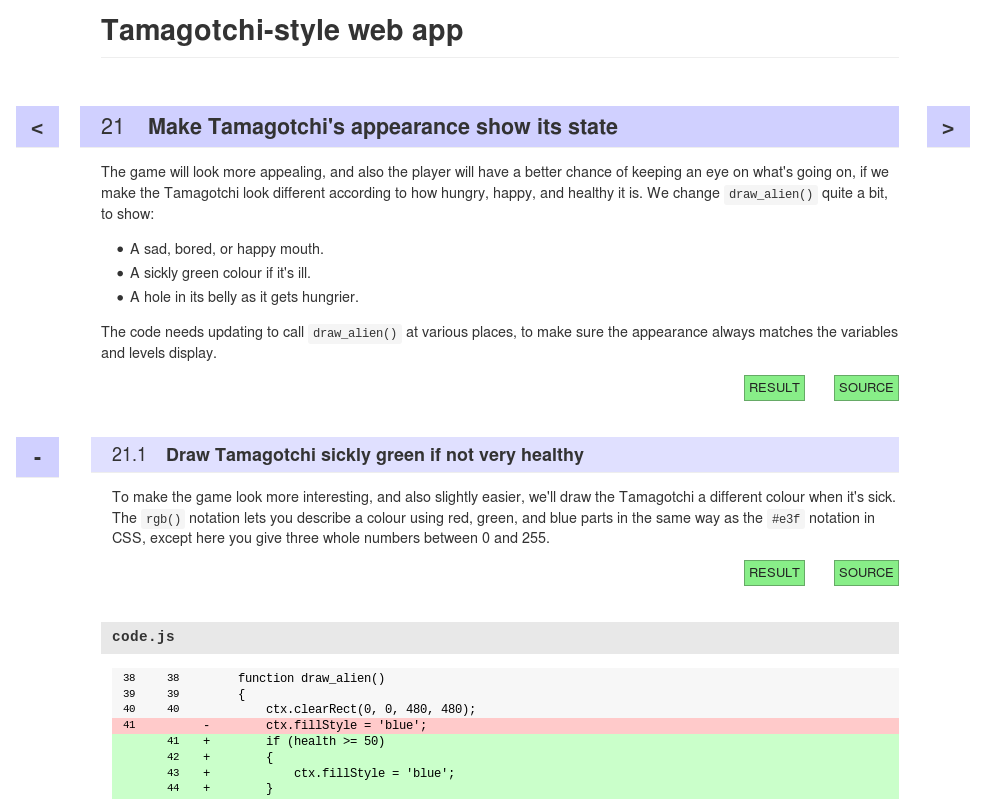 Tamagotchi-style web app
<
21 Make Tamagotchi's appearance show its state
>
The game will look more appealing, and also the player will have a better chance of keeping an eye on what's going on, if we
make the Tamagotchi look different according to how hungry, happy, and healthy it is. We change draw_alien() quite a bit,
to show:
• A sad, bored, or happy mouth.
• A sickly green colour if it's ill.
• A hole in its belly as it gets hungrier.
The code needs updating to call draw_alien() at various places, to make sure the appearance always matches the variables
and levels display.
RESULT SOURCE
-
21.1 Draw Tamagotchi sickly green if not very healthy
To make the game look more interesting, and also slightly easier, we'll draw the Tamagotchi a different colour when it's sick.
The rgb() notation lets you describe a colour using red, green, and blue parts in the same way as the #e3f notation in
CSS, except here you give three whole numbers between 0 and 255.
RESULT SOURCE
code.js
38 38 function draw_alien()
39 39 {
40 40 ctx.clearRect(0, 0, 480, 480);
41 - ctx.fillStyle = 'blue';
41 + if (health >= 50)
42 + {
43 + ctx.fillStyle = 'blue';
44 + }